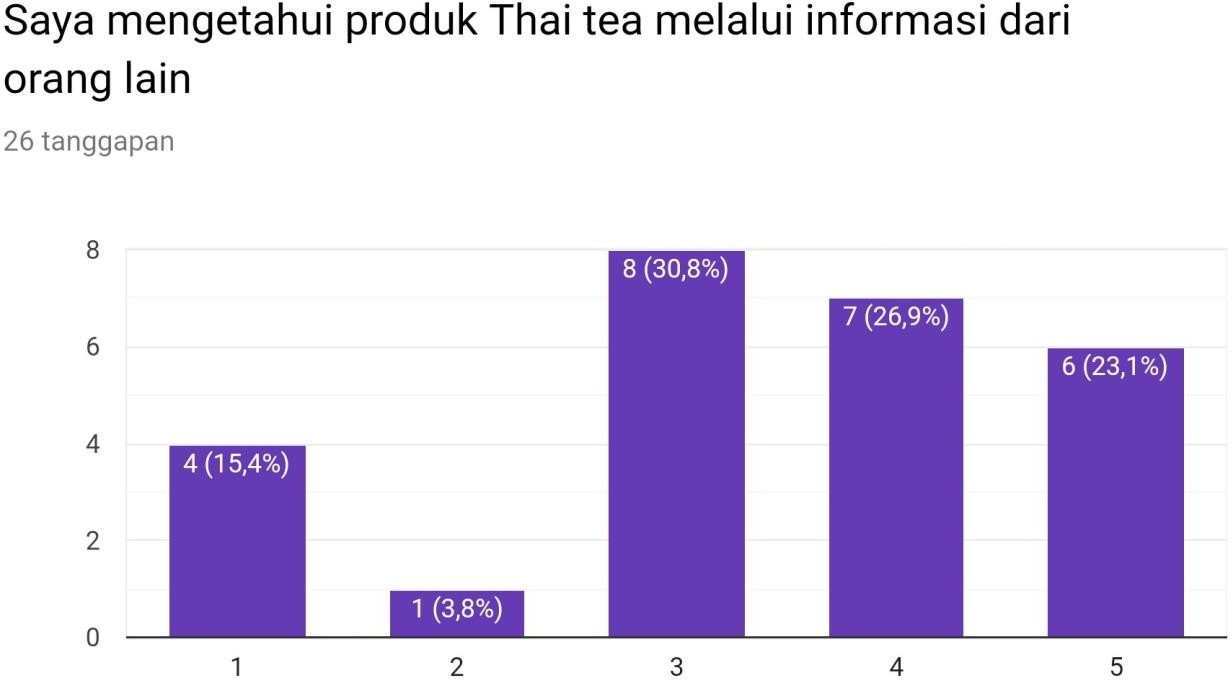 Saya mengetahui produk Thai tea melalui informasi dari
orang lain
26 tanggapan
8
6
4
2
0
4 (15,4%)
1 (3,8%)
8 (30,8%)
7 (26,9%)
6 (23,1%)
1 2 3 4 5